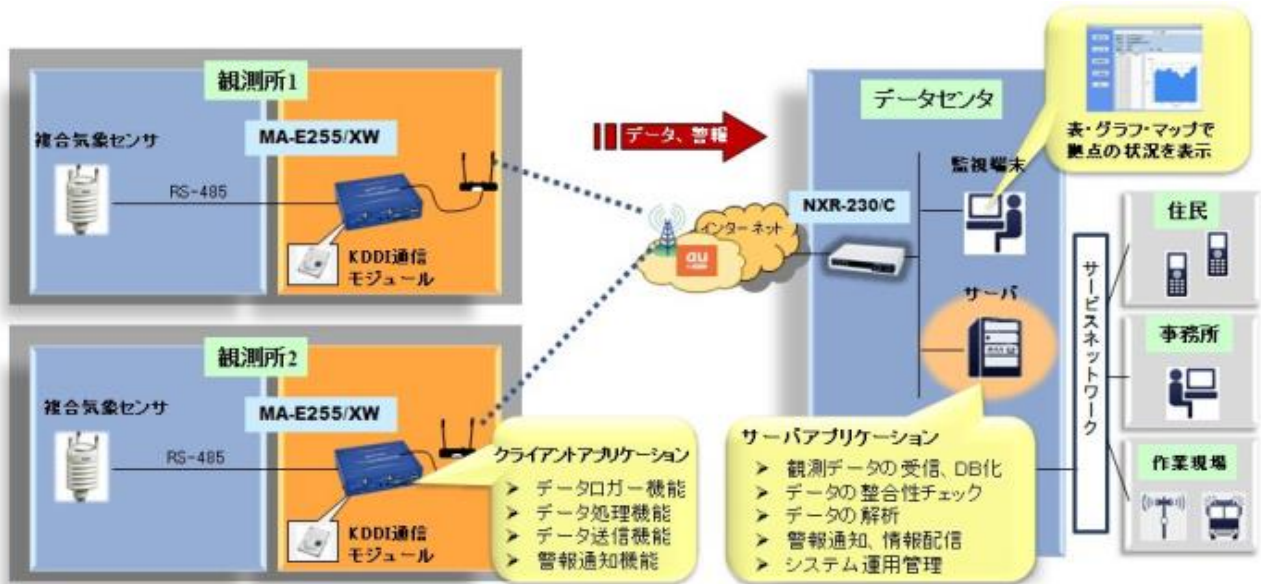 観測所1
複合気象センサ
MA-E255/XW
RS-485
KDDI通信
モジュール
観測所2
複合気象センサ
MA-E255/XW
RS-485
KDDI通信
モジュール
クライアントアプリケーション
➢ データロガー機能
➢ データ処理機能
➢ データ送信機能
➢ 警報通知機能
データ、警報
インターネット
au
データセンタ
NXR-230/C
監視端末
表・グラフ・マップで
拠点の状況を表示
サーバ
サーバアプリケーション
➢ 観測データの受信、DB化
➢ データの整合性チェック
➢ データの解析
➢ 警報通知、情報配信
➢ システム運用管理
サービスネットワーク
住民
事務所
作業現場